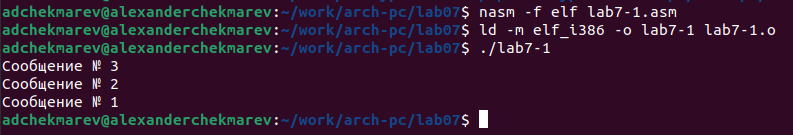 adchekmarev@alexanderchekmarev:~/work/arch-pc/lab07$ nasm -f elf lab7-1.asm
adchekmarev@alexanderchekmarev:~/work/arch-pc/lab07$ ld -m elf_i386 -o lab7-1 lab7-1.o
adchekmarev@alexanderchekmarev:~/work/arch-pc/lab07$ ./lab7-1
Сообщение № 3
Сообщение № 2
Сообщение № 1
adchekmarev@alexanderchekmarev:~/work/arch-pc/lab07$